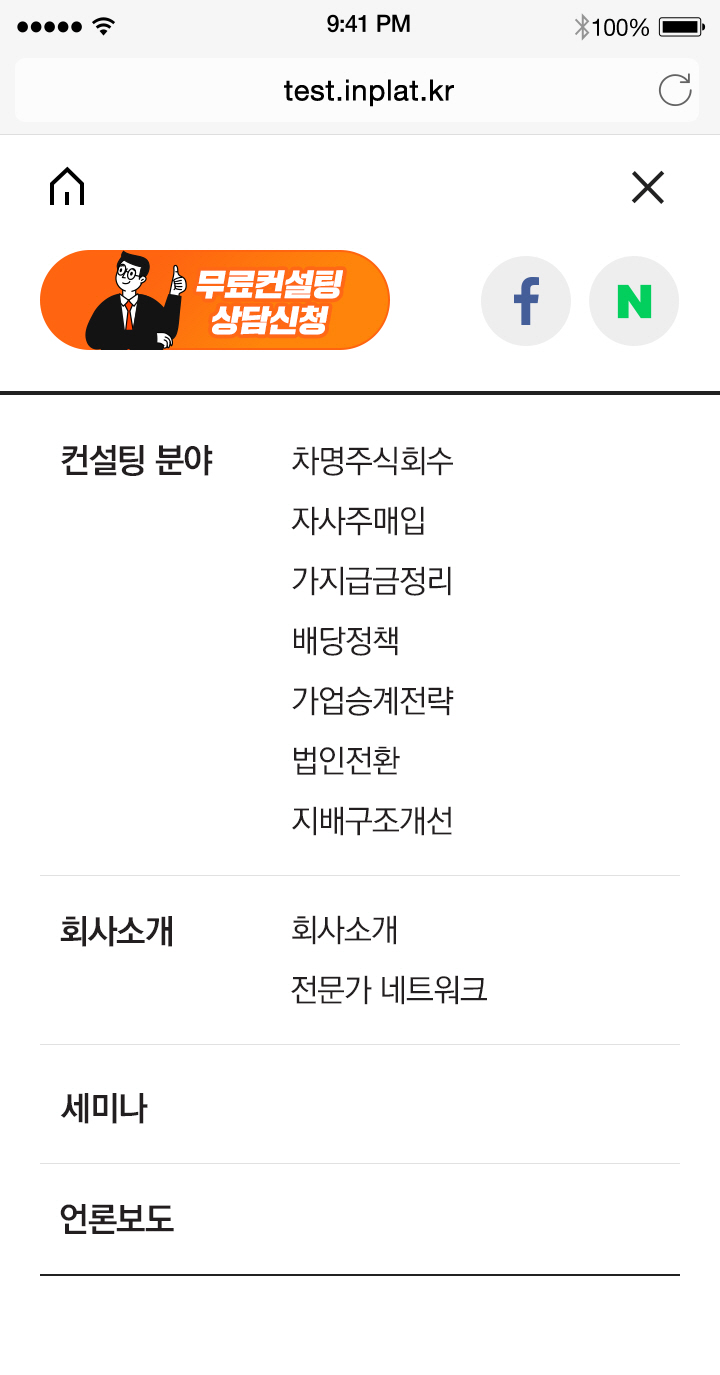 9:41 PM
100%
test.inplat.kr
무료컨설팅
상담신청
컨설팅 분야
차명주식회수
자사주매입
가지급금정리
배당정책
가업승계전략
법인전환
지배구조개선
회사소개
회사소개
전문가 네트워크
세미나
언론보도